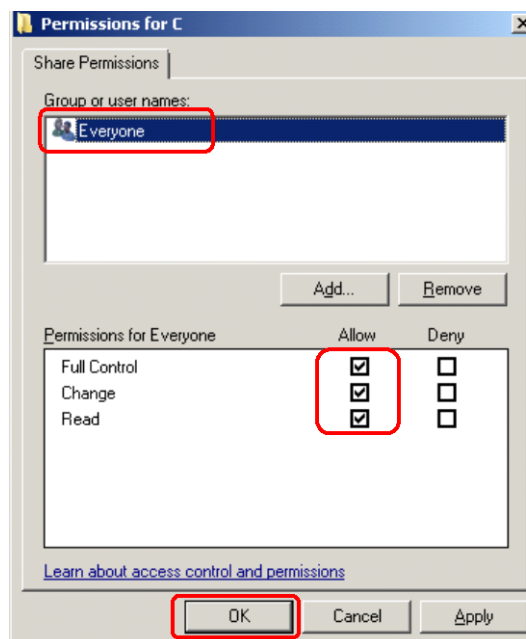 Permissions for C
Share Permissions
Group or user names:
Everyone
Add... Remove
Permissions for Everyone Allow Deny
Full Control
Change
Read
Learn about access control and permissions
OK Cancel Apply